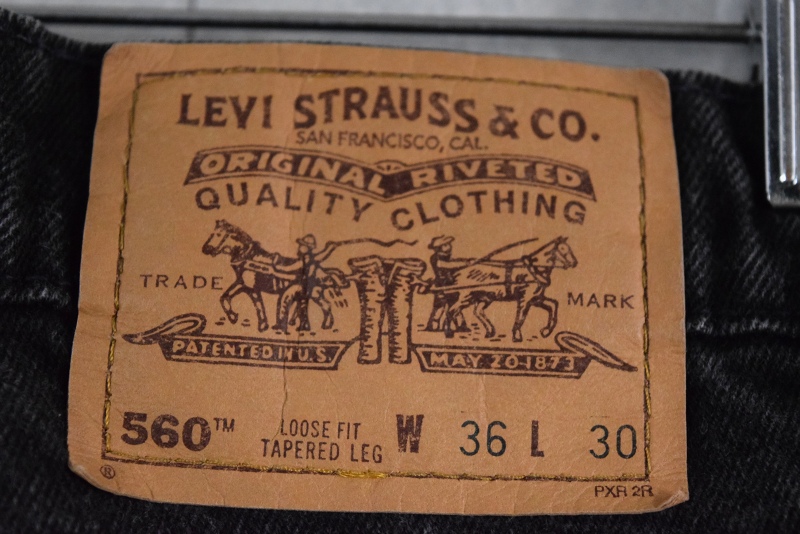 LEVI STRAUSS & CO.
SAN FRANCISCO, CAL.
ORIGINAL RIVETED
QUALITY CLOTHING
TRADE MARK
PATENTED IN U.S. MAY 20 1873
560™ LOOSE FIT TAPERED LEG W 36 L 30
® PXR 2R